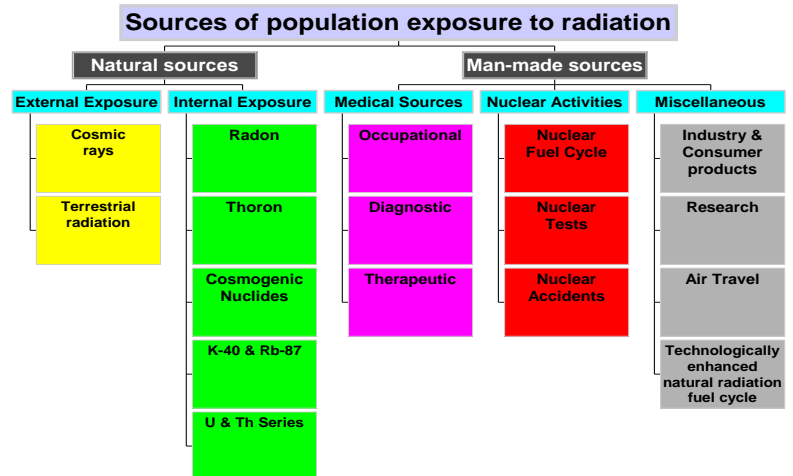 Sources of population exposure to radiation
Natural sources
Man-made sources
External Exposure
Internal Exposure
Medical Sources
Nuclear Activities
Miscellaneous
Cosmic
rays
Terrestrial
radiation
Radon
Thoron
Cosmogenic
Nuclides
K-40 & Rb-87
U & Th Series
Occupational
Diagnostic
Therapeutic
Nuclear
Fuel Cycle
Nuclear
Tests
Nuclear
Accidents
Industry &
Consumer
products
Research
Air Travel
Technologically
enhanced
natural radiation
fuel cycle